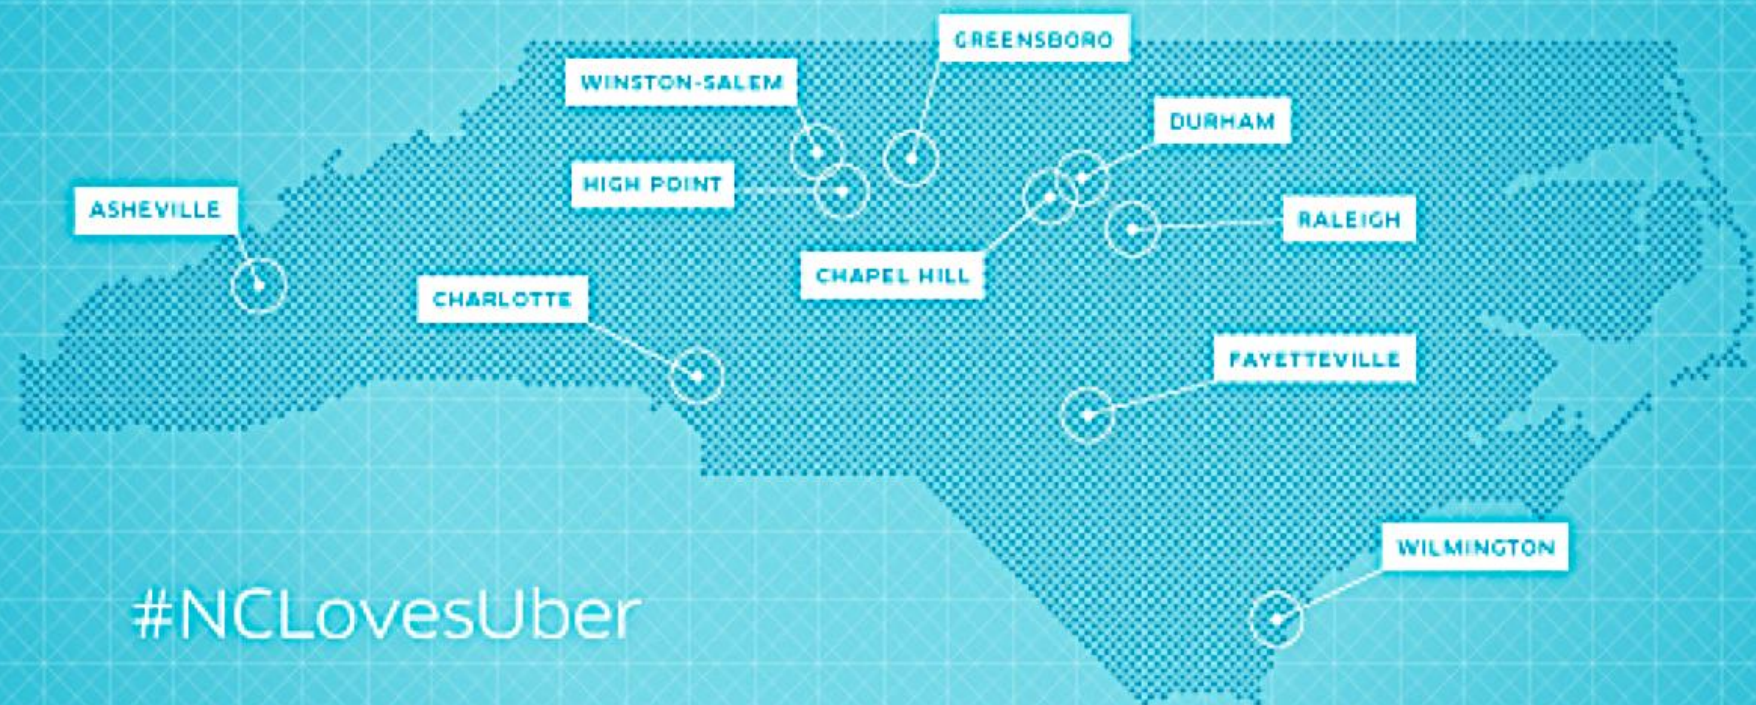 GREENSBORO
WINSTON-SALEM
DURHAM
HIGH POINT
ASHEVILLE
RALEIGH
CHAPEL HILL
CHARLOTTE
FAYETTEVILLE
WILMINGTON
#NCLovesUber